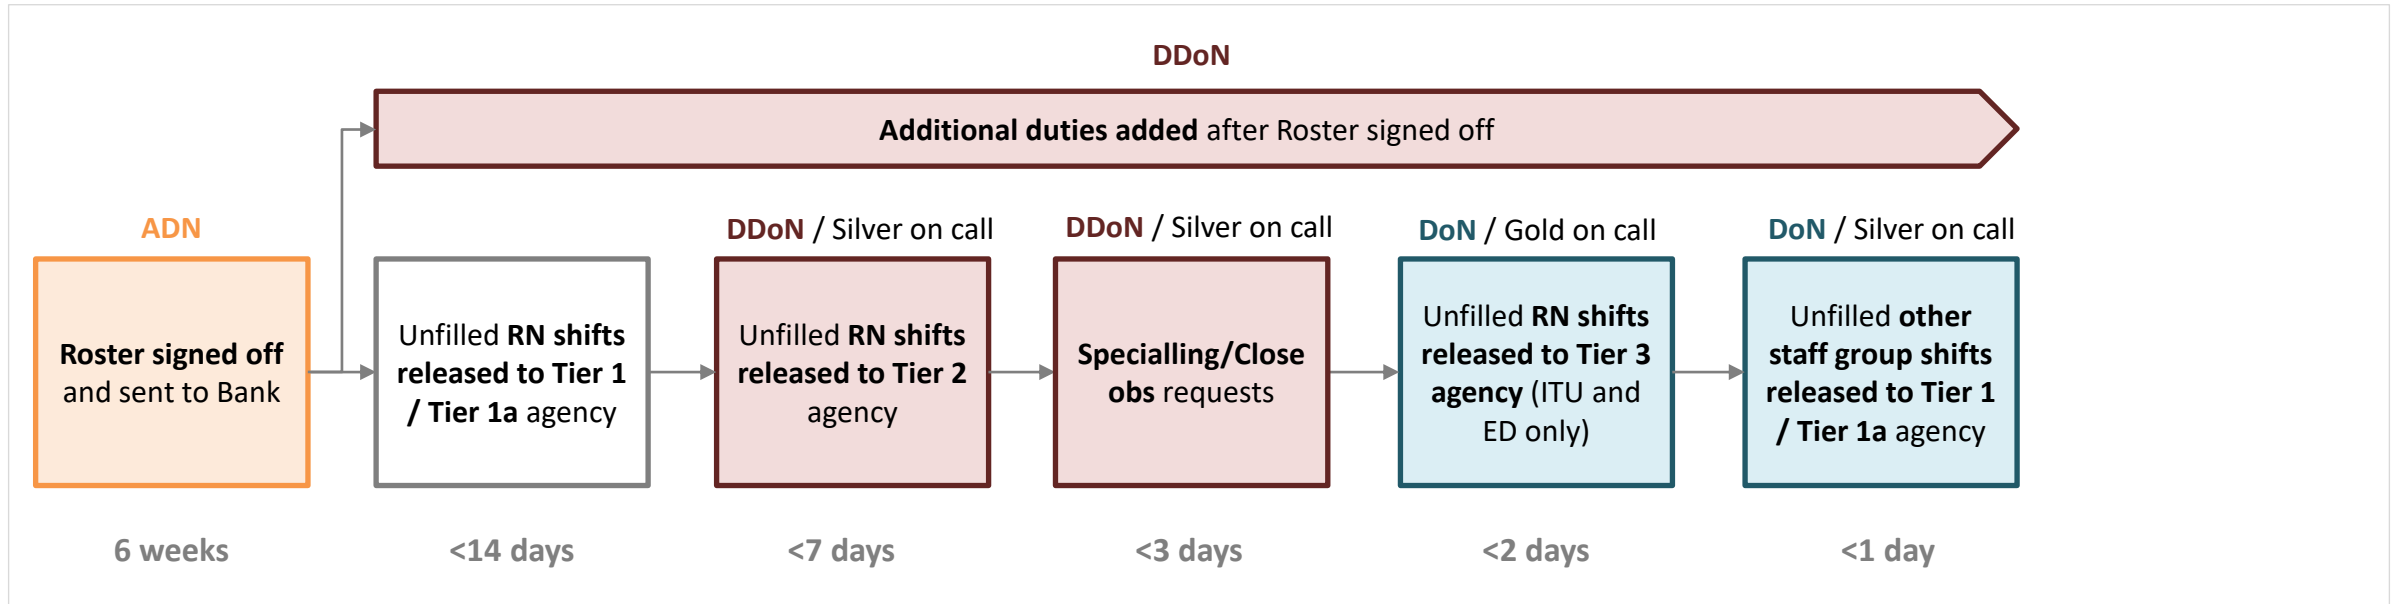 DDoN
Additional duties added after Roster signed off
ADN
Roster signed off
and sent to Bank
6 weeks
Unfilled RN shifts
released to Tier 1
/ Tier 1a agency
<14 days
DDoN / Silver on call
Unfilled RN shifts
released to Tier 2
agency
<7 days
DDoN / Silver on call
Specialling/Close
obs requests
<3 days
DoN / Gold on call
Unfilled RN shifts
released to Tier 3
agency (ITU and
ED only)
<2 days
DoN / Silver on call
Unfilled other
staff group shifts
released to Tier 1
/ Tier 1a agency
<1 day